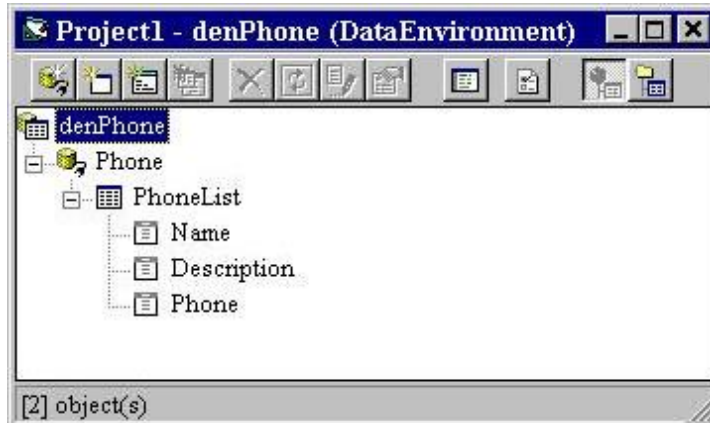 Project1 - denPhone (DataEnvironment)
denPhone
Phone
PhoneList
Name
Description
Phone
[2] object(s)